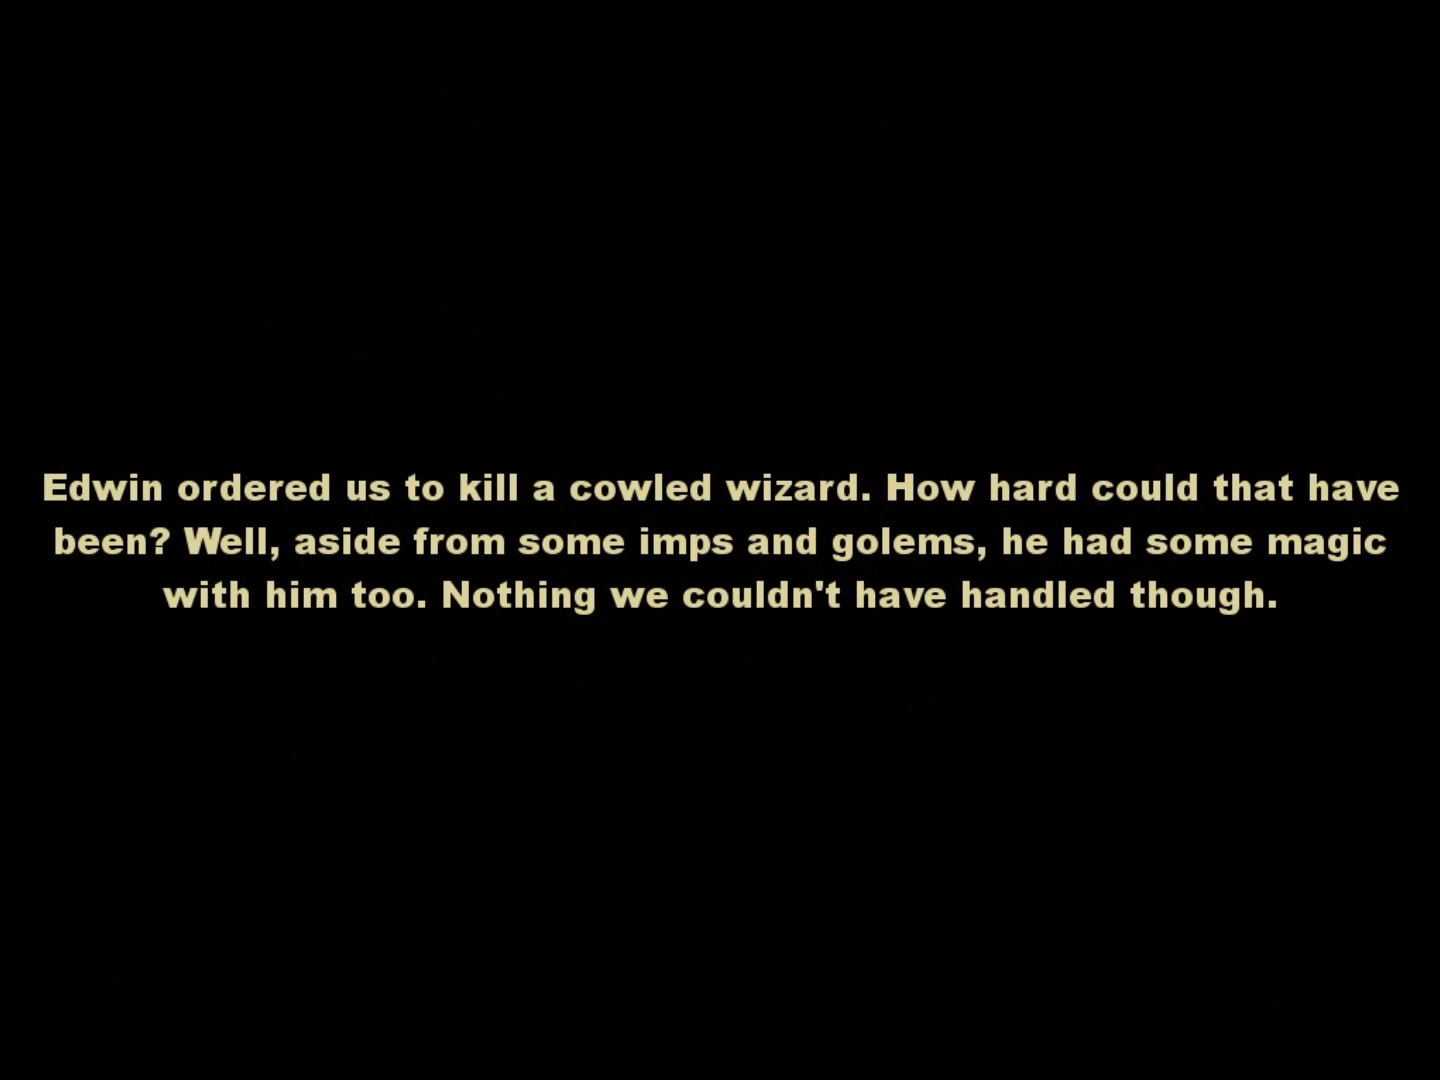 Edwin ordered us to kill a cowled wizard. How hard could that have
been? Well, aside from some imps and golems, he had some magic
with him too. Nothing we couldn't have handled though.